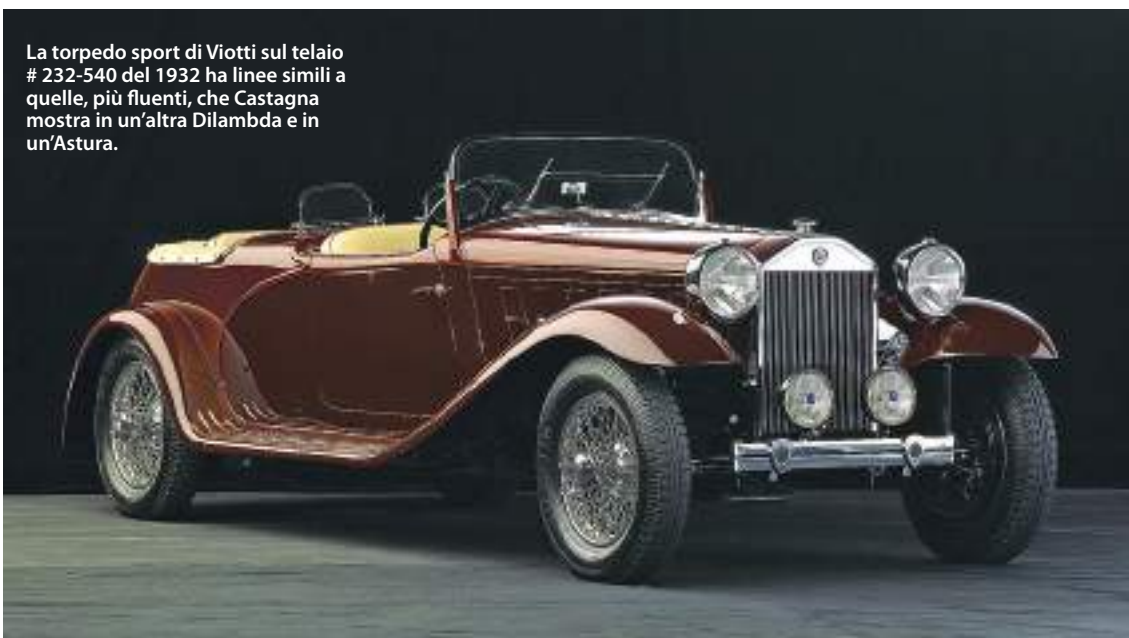 La torpedo sport di Viotti sul telaio
# 232-540 del 1932 ha linee simili a
quelle, più fluenti, che Castagna
mostra in un'altra Dilambda e in
un'Astura.